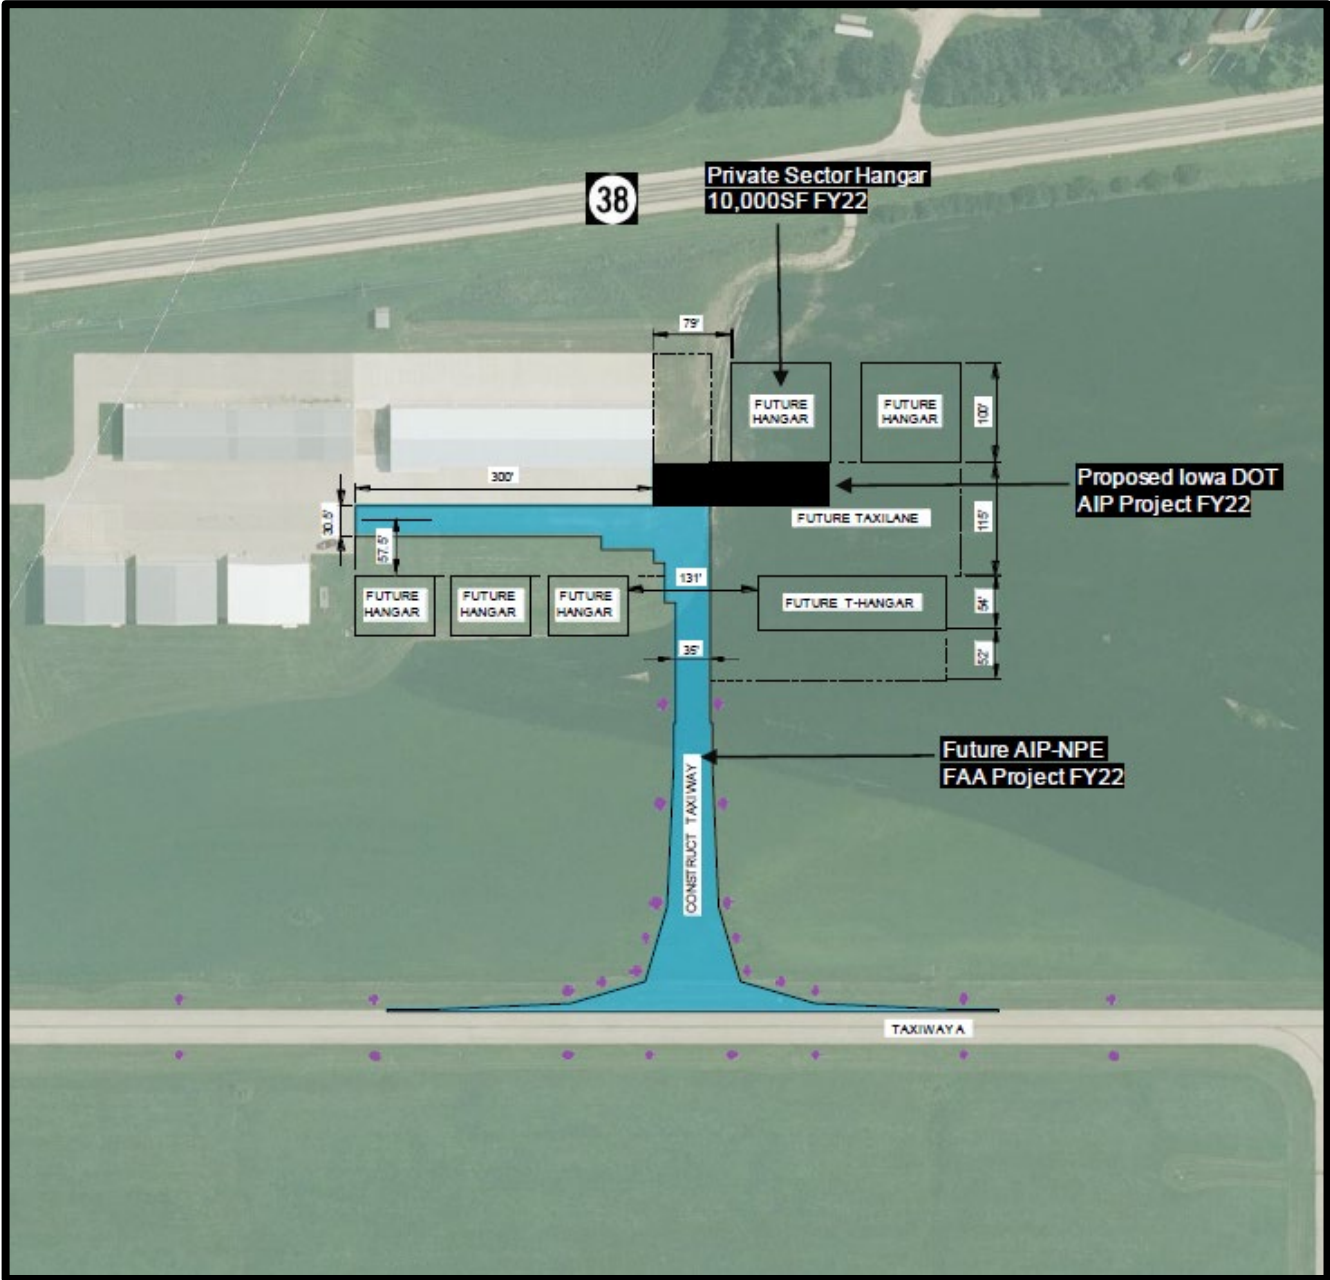 38
Private Sector Hangar
10,000SF FY22
79'
FUTURE
HANGAR
FUTURE
HANGAR
100'
300'
Proposed Iowa DOT
AIP Project FY22
30.5'
57.5'
FUTURE TAXILANE
115'
131'
FUTURE
HANGAR
FUTURE
HANGAR
FUTURE
HANGAR
FUTURE T-HANGAR
54'
35'
52'
Future AIP-NPE
FAA Project FY22
CONSTRUCT TAXIWAY
TAXIWAY A